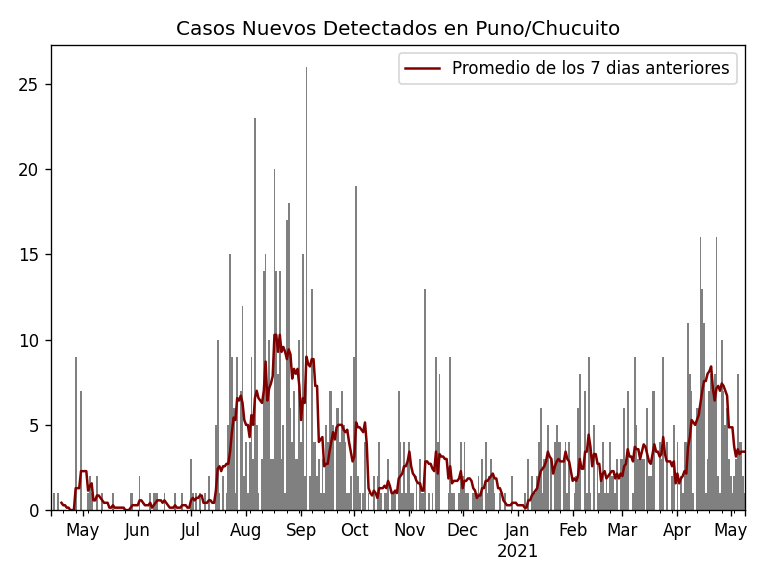 Casos Nuevos Detectados en Puno/Chucuito
Promedio de los 7 dias anteriores
25
20
15
10
5
0
May Jun Jul Aug Sep Oct Nov Dec Jan Feb Mar Apr May
2021